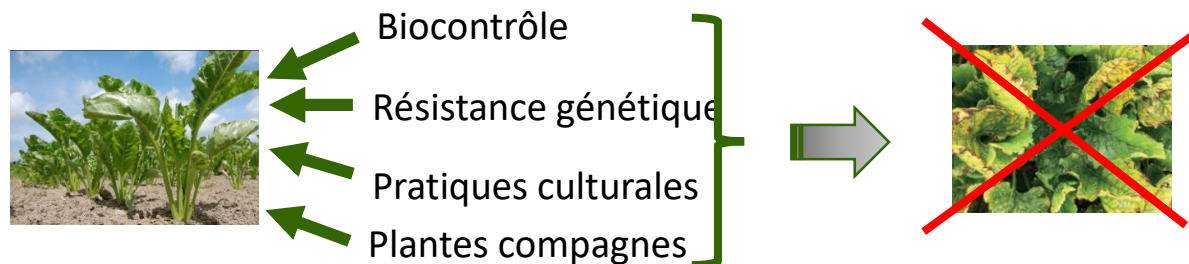 Biocontrôle
Résistance génétique
Pratiques culturales
Plantes compagnes